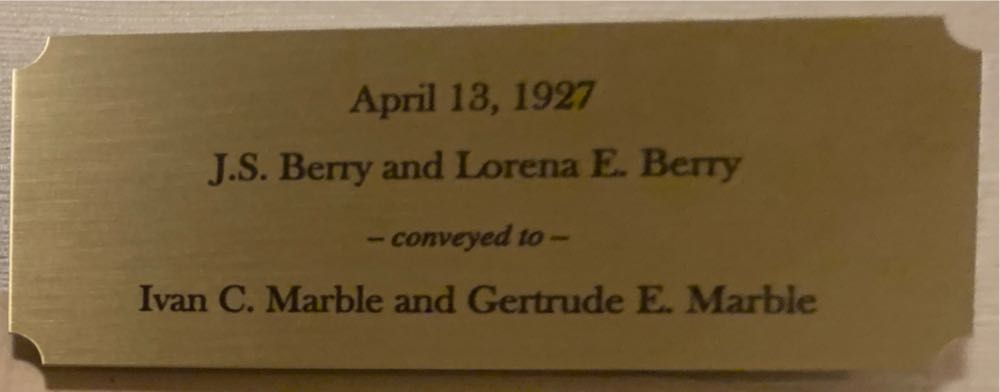 April 13, 1927
J.S. Berry and Lorena E. Berry
– conveyed to –
Ivan C. Marble and Gertrude E. Marble